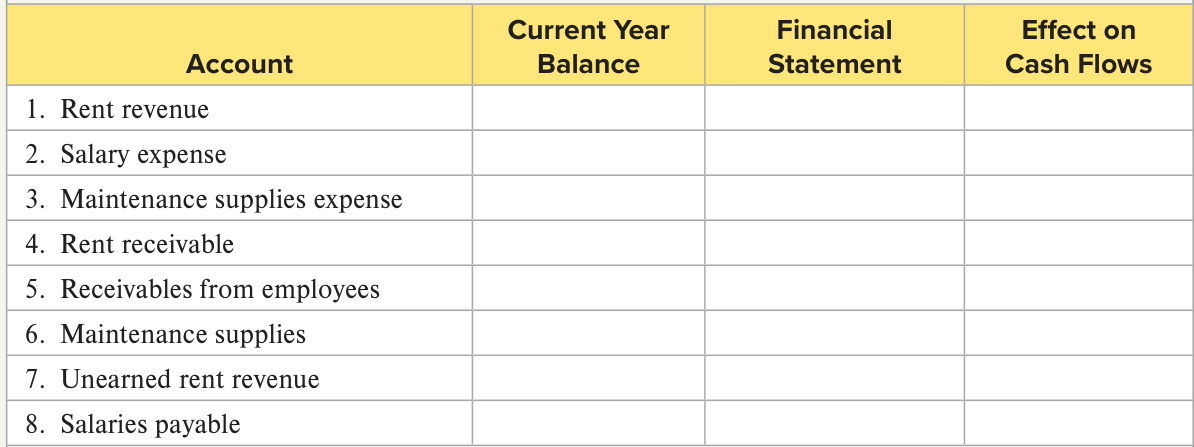 Account
Current Year
Balance
Financial
Statement
Effect on
Cash Flows
1. Rent revenue
2. Salary expense
3. Maintenance supplies expense
4. Rent receivable
5. Receivables from employees
6. Maintenance supplies
7. Unearned rent revenue
8. Salaries payable